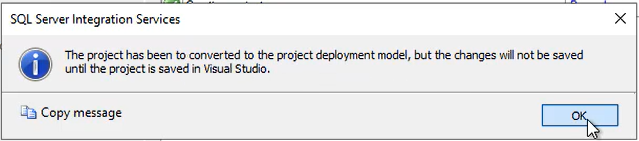 SQL Server Integration Services
The project has been to converted to the project deployment model, but the changes will not be saved
until the project is saved in Visual Studio.
Copy message
OK